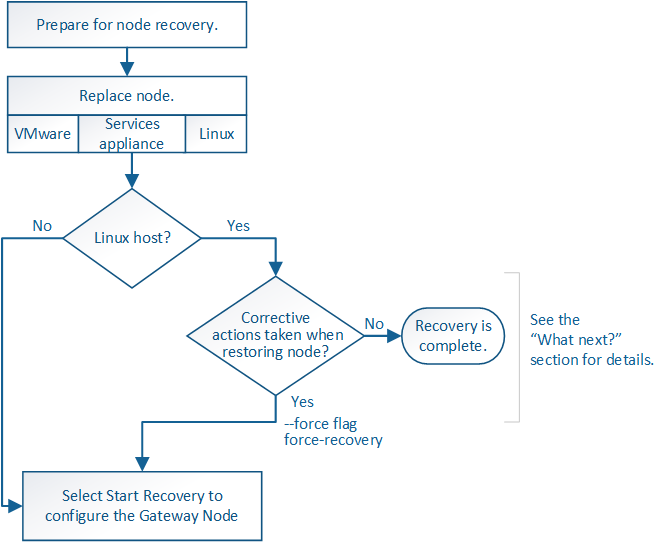 Prepare for node recovery.
Replace node.
VMware
Services
appliance
Linux
No
Linux host?
Yes
Corrective
actions taken when
restoring node?
No
Recovery is
complete.
See the
“What next?”
section for details.
Yes
--force flag
force-recovery
Select Start Recovery to
configure the Gateway Node